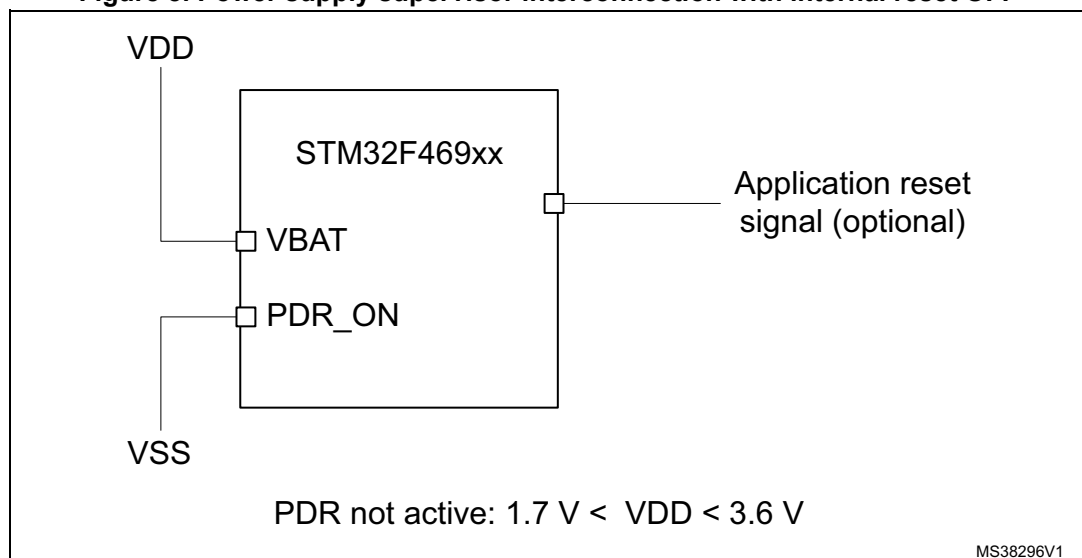 VDD
STM32F469xx
Application reset
signal (optional)
VBAT
PDR_ON
VSS
PDR not active: 1.7 V < VDD < 3.6 V
MS38296V1